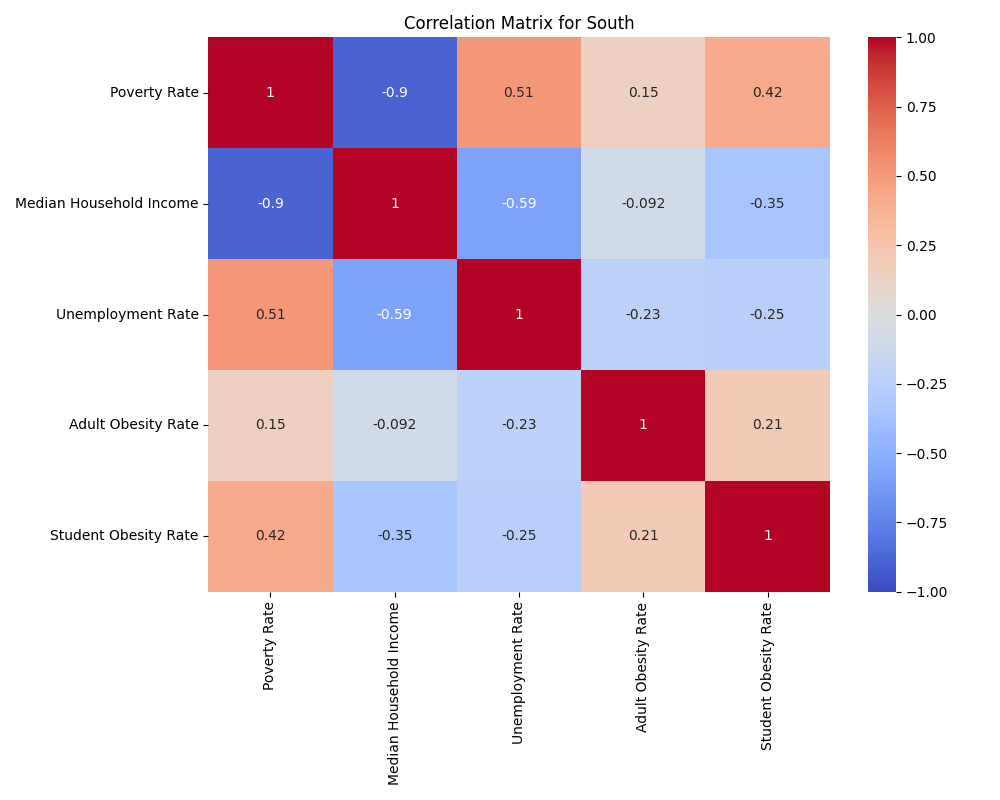 Correlation Matrix for South
Poverty Rate 1 -0.9 0.51 0.15 0.42
Median Household Income -0.9 1 -0.59 -0.092 -0.35
Unemployment Rate 0.51 -0.59 1 -0.23 -0.25
Adult Obesity Rate 0.15 -0.092 -0.23 1 0.21
Student Obesity Rate 0.42 -0.35 -0.25 0.21 1
Poverty Rate
Median Household Income
Unemployment Rate
Adult Obesity Rate
Student Obesity Rate
1.00
0.75
0.50
0.25
0.00
−0.25
−0.50
−0.75
−1.00